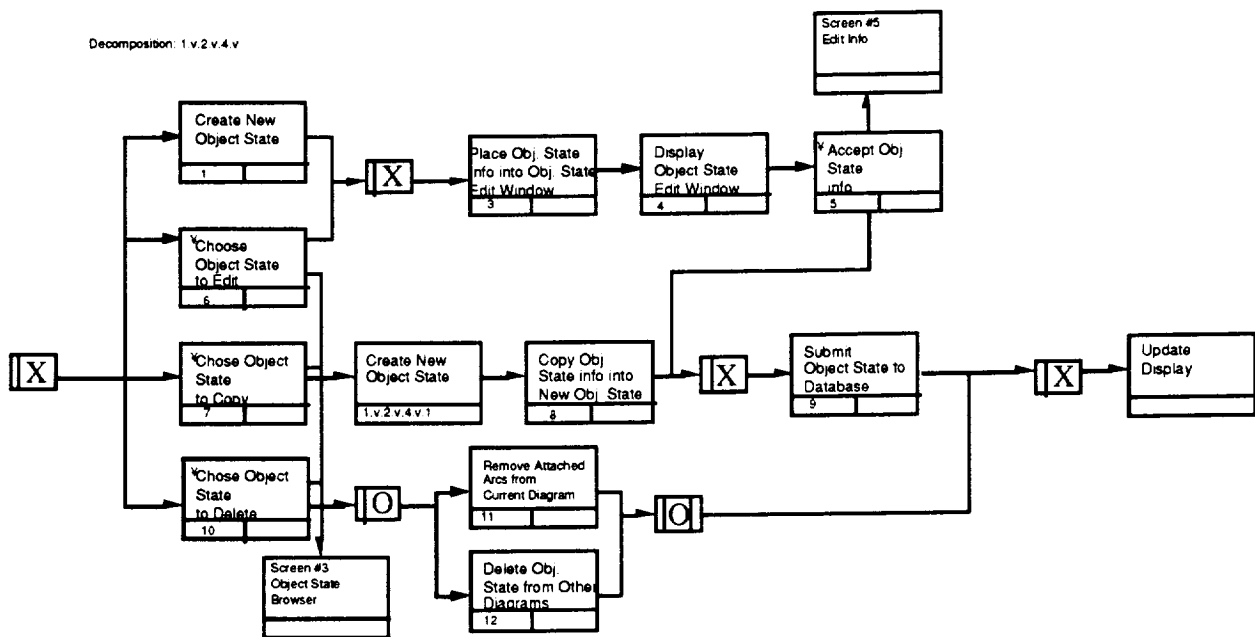 Decomposition: 1.v.2.v.4.v
Screen #5
Edit Info
Create New
Object State
1
X
Place Obj. State
Info into Obj. State
Edit Window
3
Display
Object State
Edit Window
4
¥ Accept Obj
State
info
5
¥Choose
Object State
to Edit
6
X
¥Chose Object
State
to Copy
7
Create New
Object State
1.v.2.v.4.v.1
Copy Obj
State info into
New Obj State
8
X
Submit
Object State to
Database
9
X
Update
Display
¥Chose Object
State
to Delete
10
O
Remove Attached
Arcs from
Current Diagram
11
O
Screen #3
Object State
Browser
Delete Obj.
State from Other
Diagrams
12